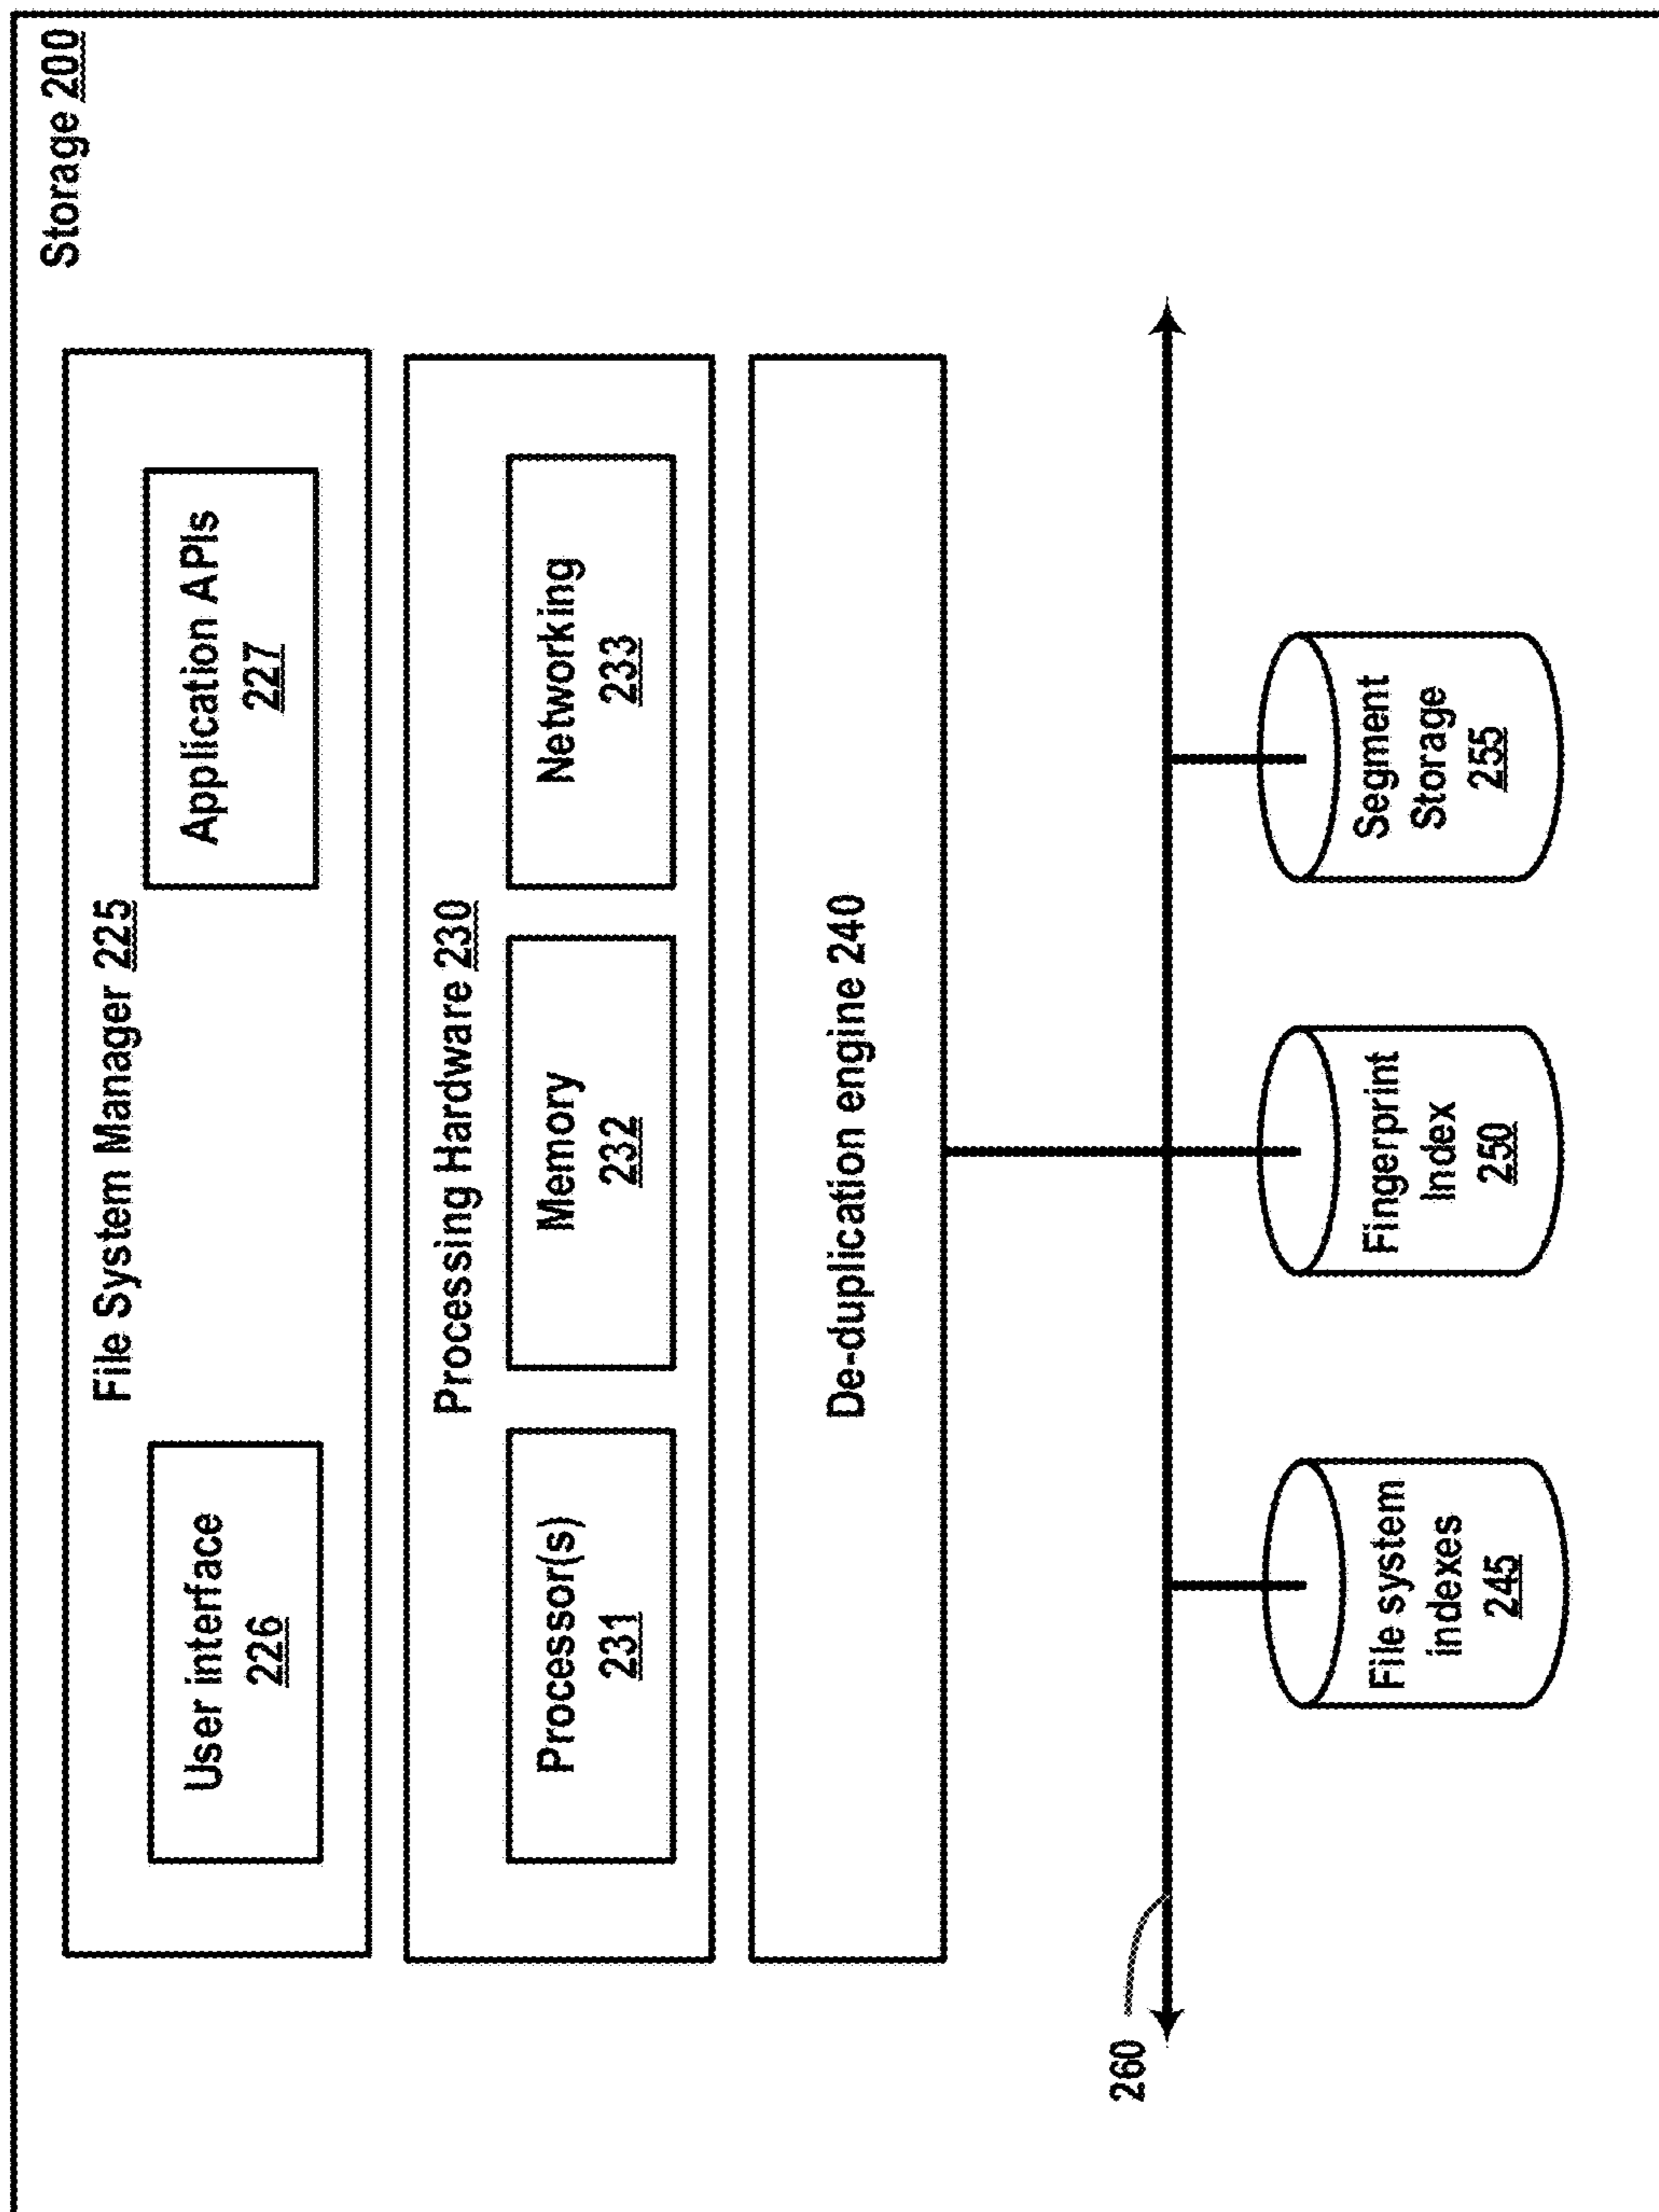 Storage 200
File System Manager 225
User interface
226
Application APIs
227
Processing Hardware 230
Processor(s)
231
Memory
232
Networking
233
De-duplication engine 240
260
File system
indexes
245
Fingerprint
Index
250
Segment
Storage
255